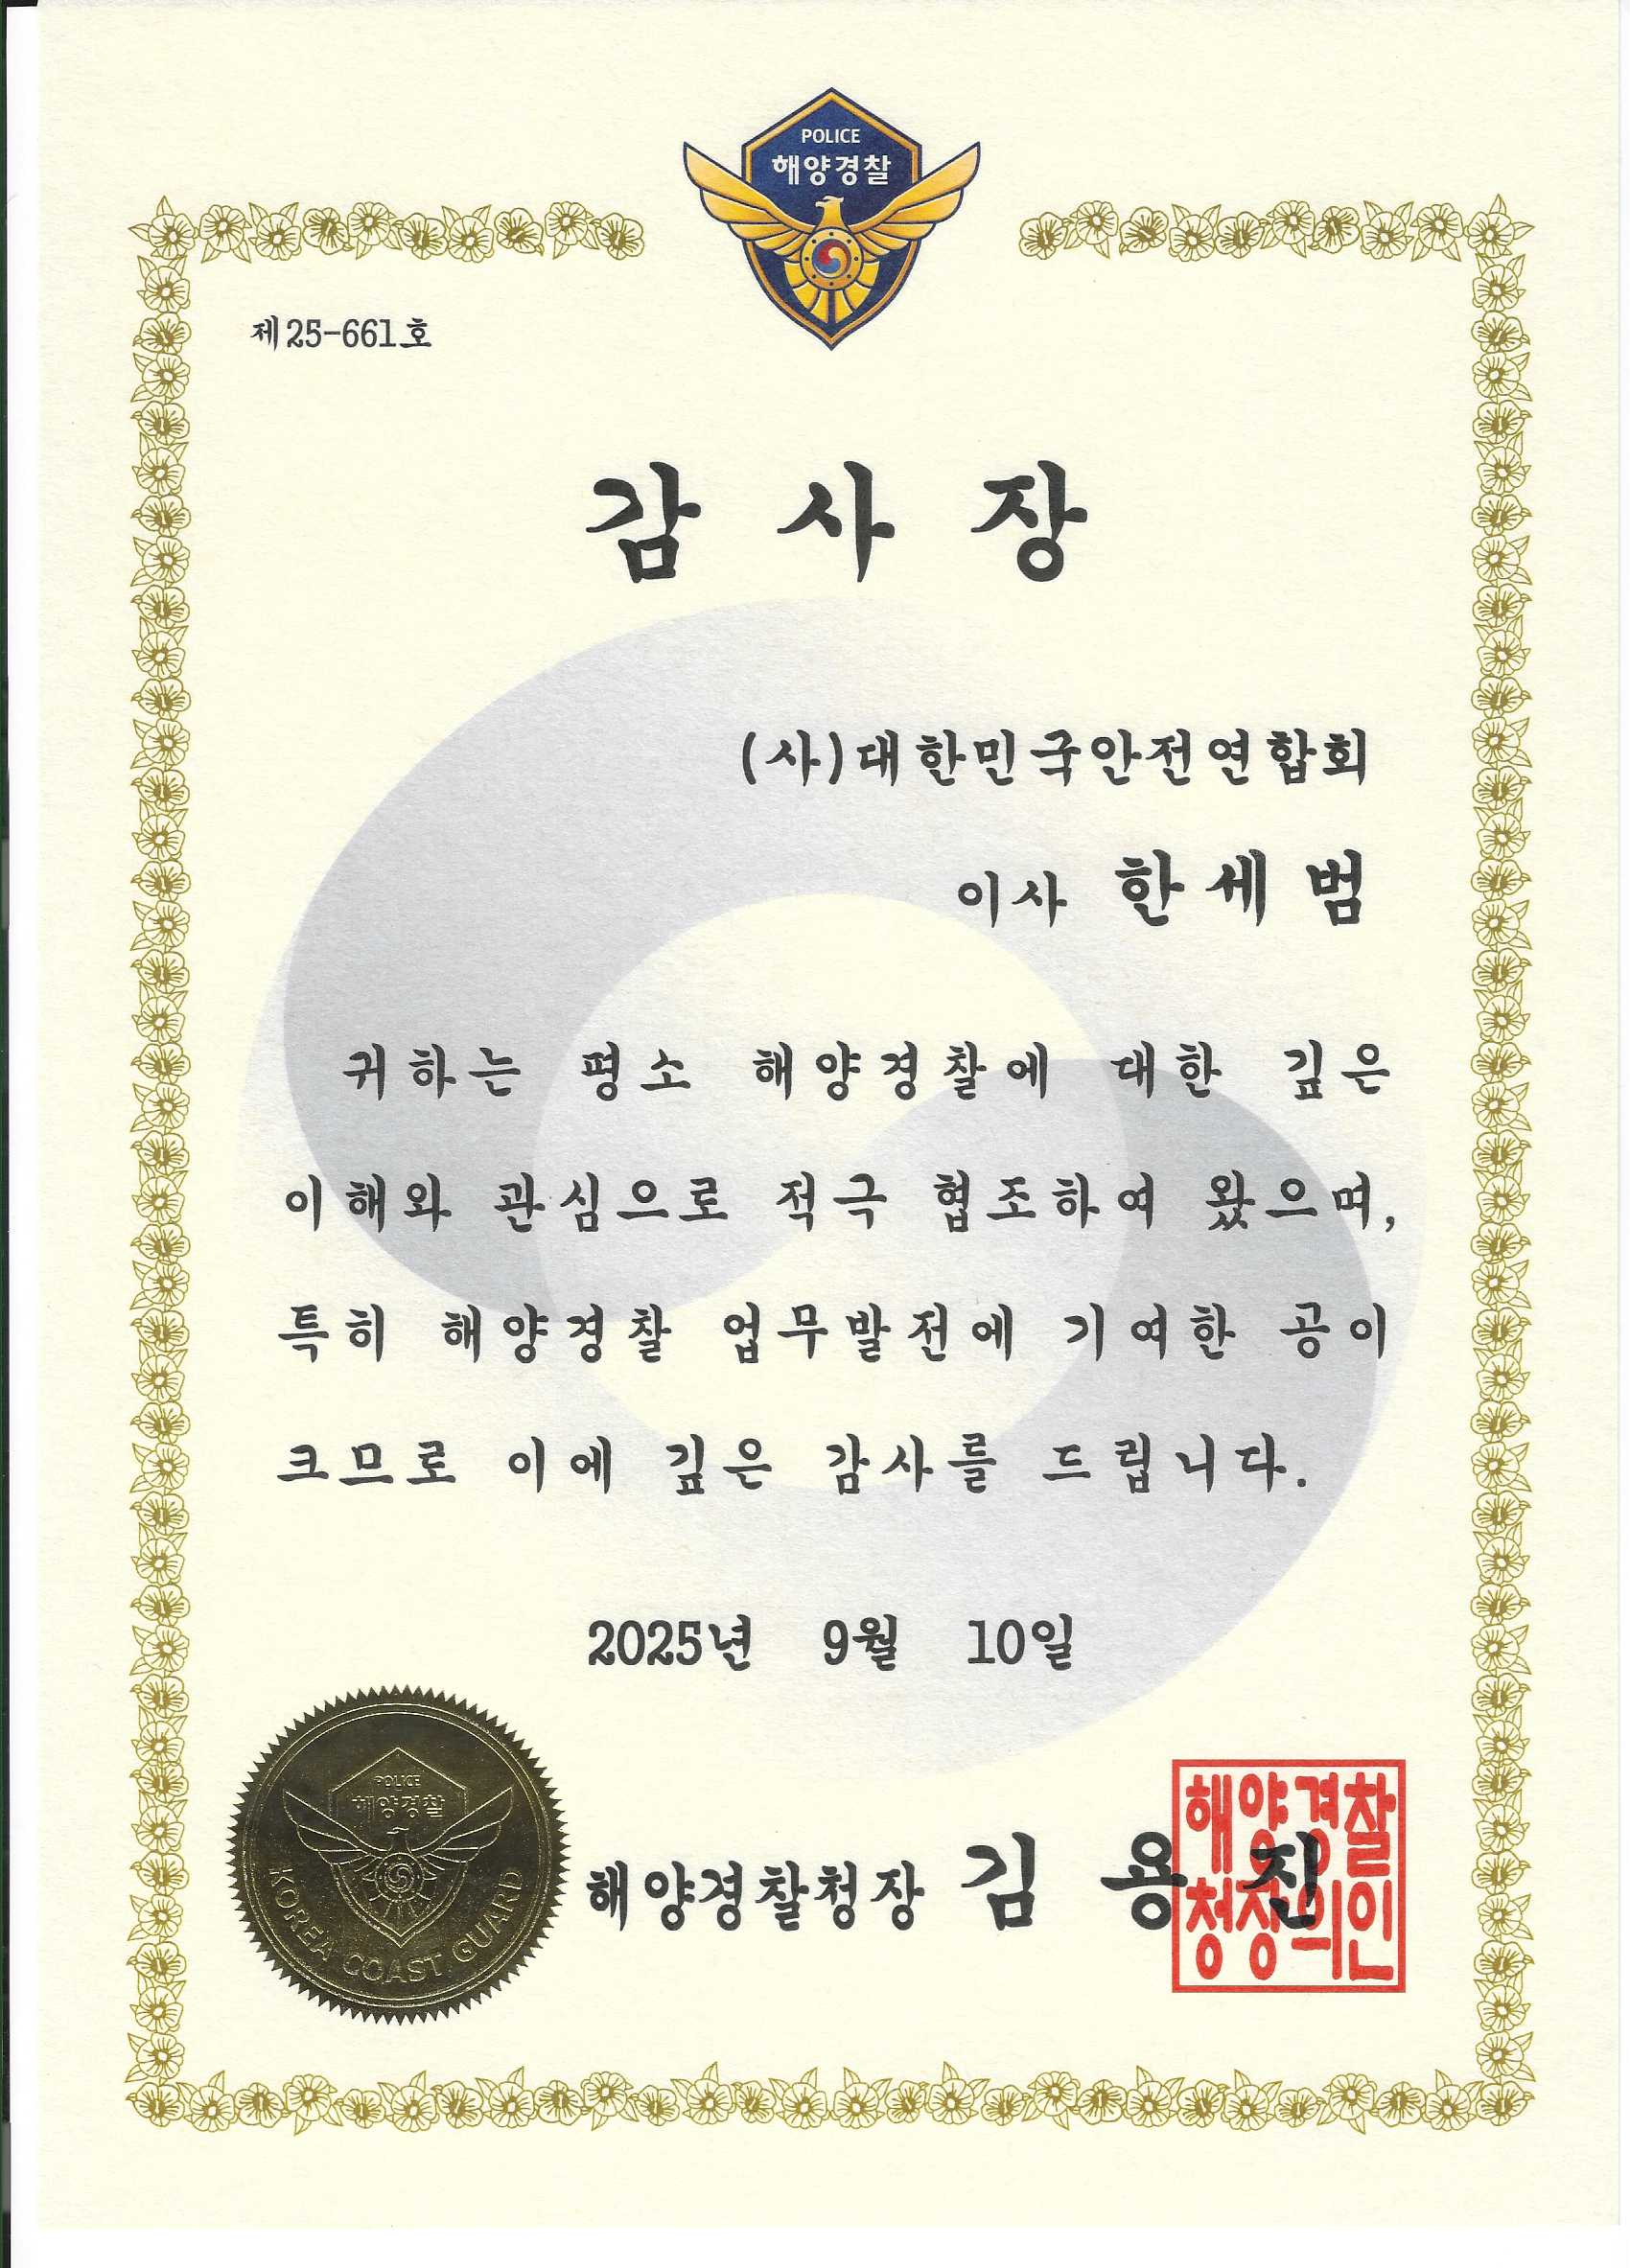 POLICE
해양경찰
제25-661호
감 사 장
(사)대한민국안전연합회
이사 한 세 범
귀하는 평소 해양경찰에 대한 깊은
이해와 관심으로 적극 협조하여 왔으며,
특히 해양경찰 업무발전에 기여한 공이
크므로 이에 깊은 감사를 드립니다.
2025년 9월 10일
POLICE
해양경찰
KOREA COAST GUARD
해양경찰청장 김 용 진
해양경찰
청장의인